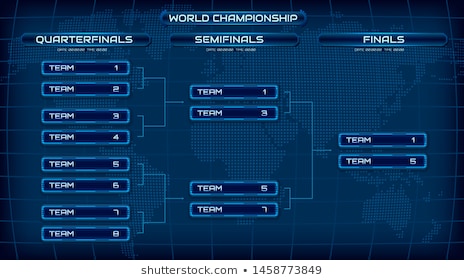 WORLD CHAMPIONSHIP
QUARTERFINALS SEMIFINALS FINALS
DATE 00.00.00 TIME 00:00 DATE 00.00.00 TIME 00:00 DATE 00.00.00 TIME 00:00
TEAM 1
TEAM 2
TEAM 3
TEAM 4
TEAM 5
TEAM 6
TEAM 7
TEAM 8
TEAM 1
TEAM 3
TEAM 5
TEAM 7
TEAM 1
TEAM 5
shutterstock.com · 1458773849